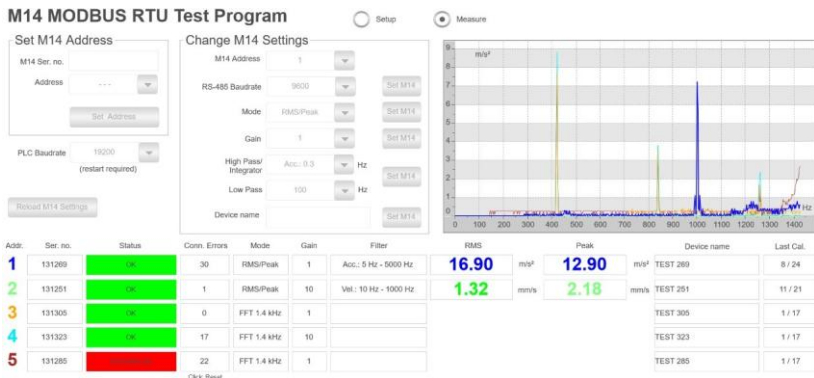 M14 MODBUS RTU Test Program
Setup
Measure
Set M14 Address
M14 Ser. no.
Address
---
Set Address
PLC Baudrate
19200
(restart required)
Reload M14 Settings
Change M14 Settings
M14 Address
1
RS-485 Baudrate
9600
Set M14
Mode
RMS/Peak
Set M14
Gain
1
Set M14
High Pass/
Integrator
Acc.: 0.3
Hz
Set M14
Low Pass
100
Hz
Device name
Set M14
9
8
7
6
5
4
3
2
1
0
m/s²
Hz
0 100 200 300 400 500 600 700 800 900 1000 1100 1200 1300 1400
Addr. Ser. no. Status Conn. Errors Mode Gain Filter RMS Peak Device name Last Cal.
1 131269 OK 30 RMS/Peak 1 Acc.: 5 Hz - 5000 Hz 16.90 m/s² 12.90 m/s² TEST 269 8 / 24
2 131251 OK 1 RMS/Peak 10 Vel.: 10 Hz - 1000 Hz 1.32 mm/s 2.18 mm/s TEST 251 11 / 21
3 131305 OK 0 FFT 1.4 kHz 1 TEST 305 1 / 17
4 131323 OK 17 FFT 1.4 kHz 10 TEST 323 1 / 17
5 131285 22 FFT 1.4 kHz 1 TEST 285 1 / 17
Click: Reset